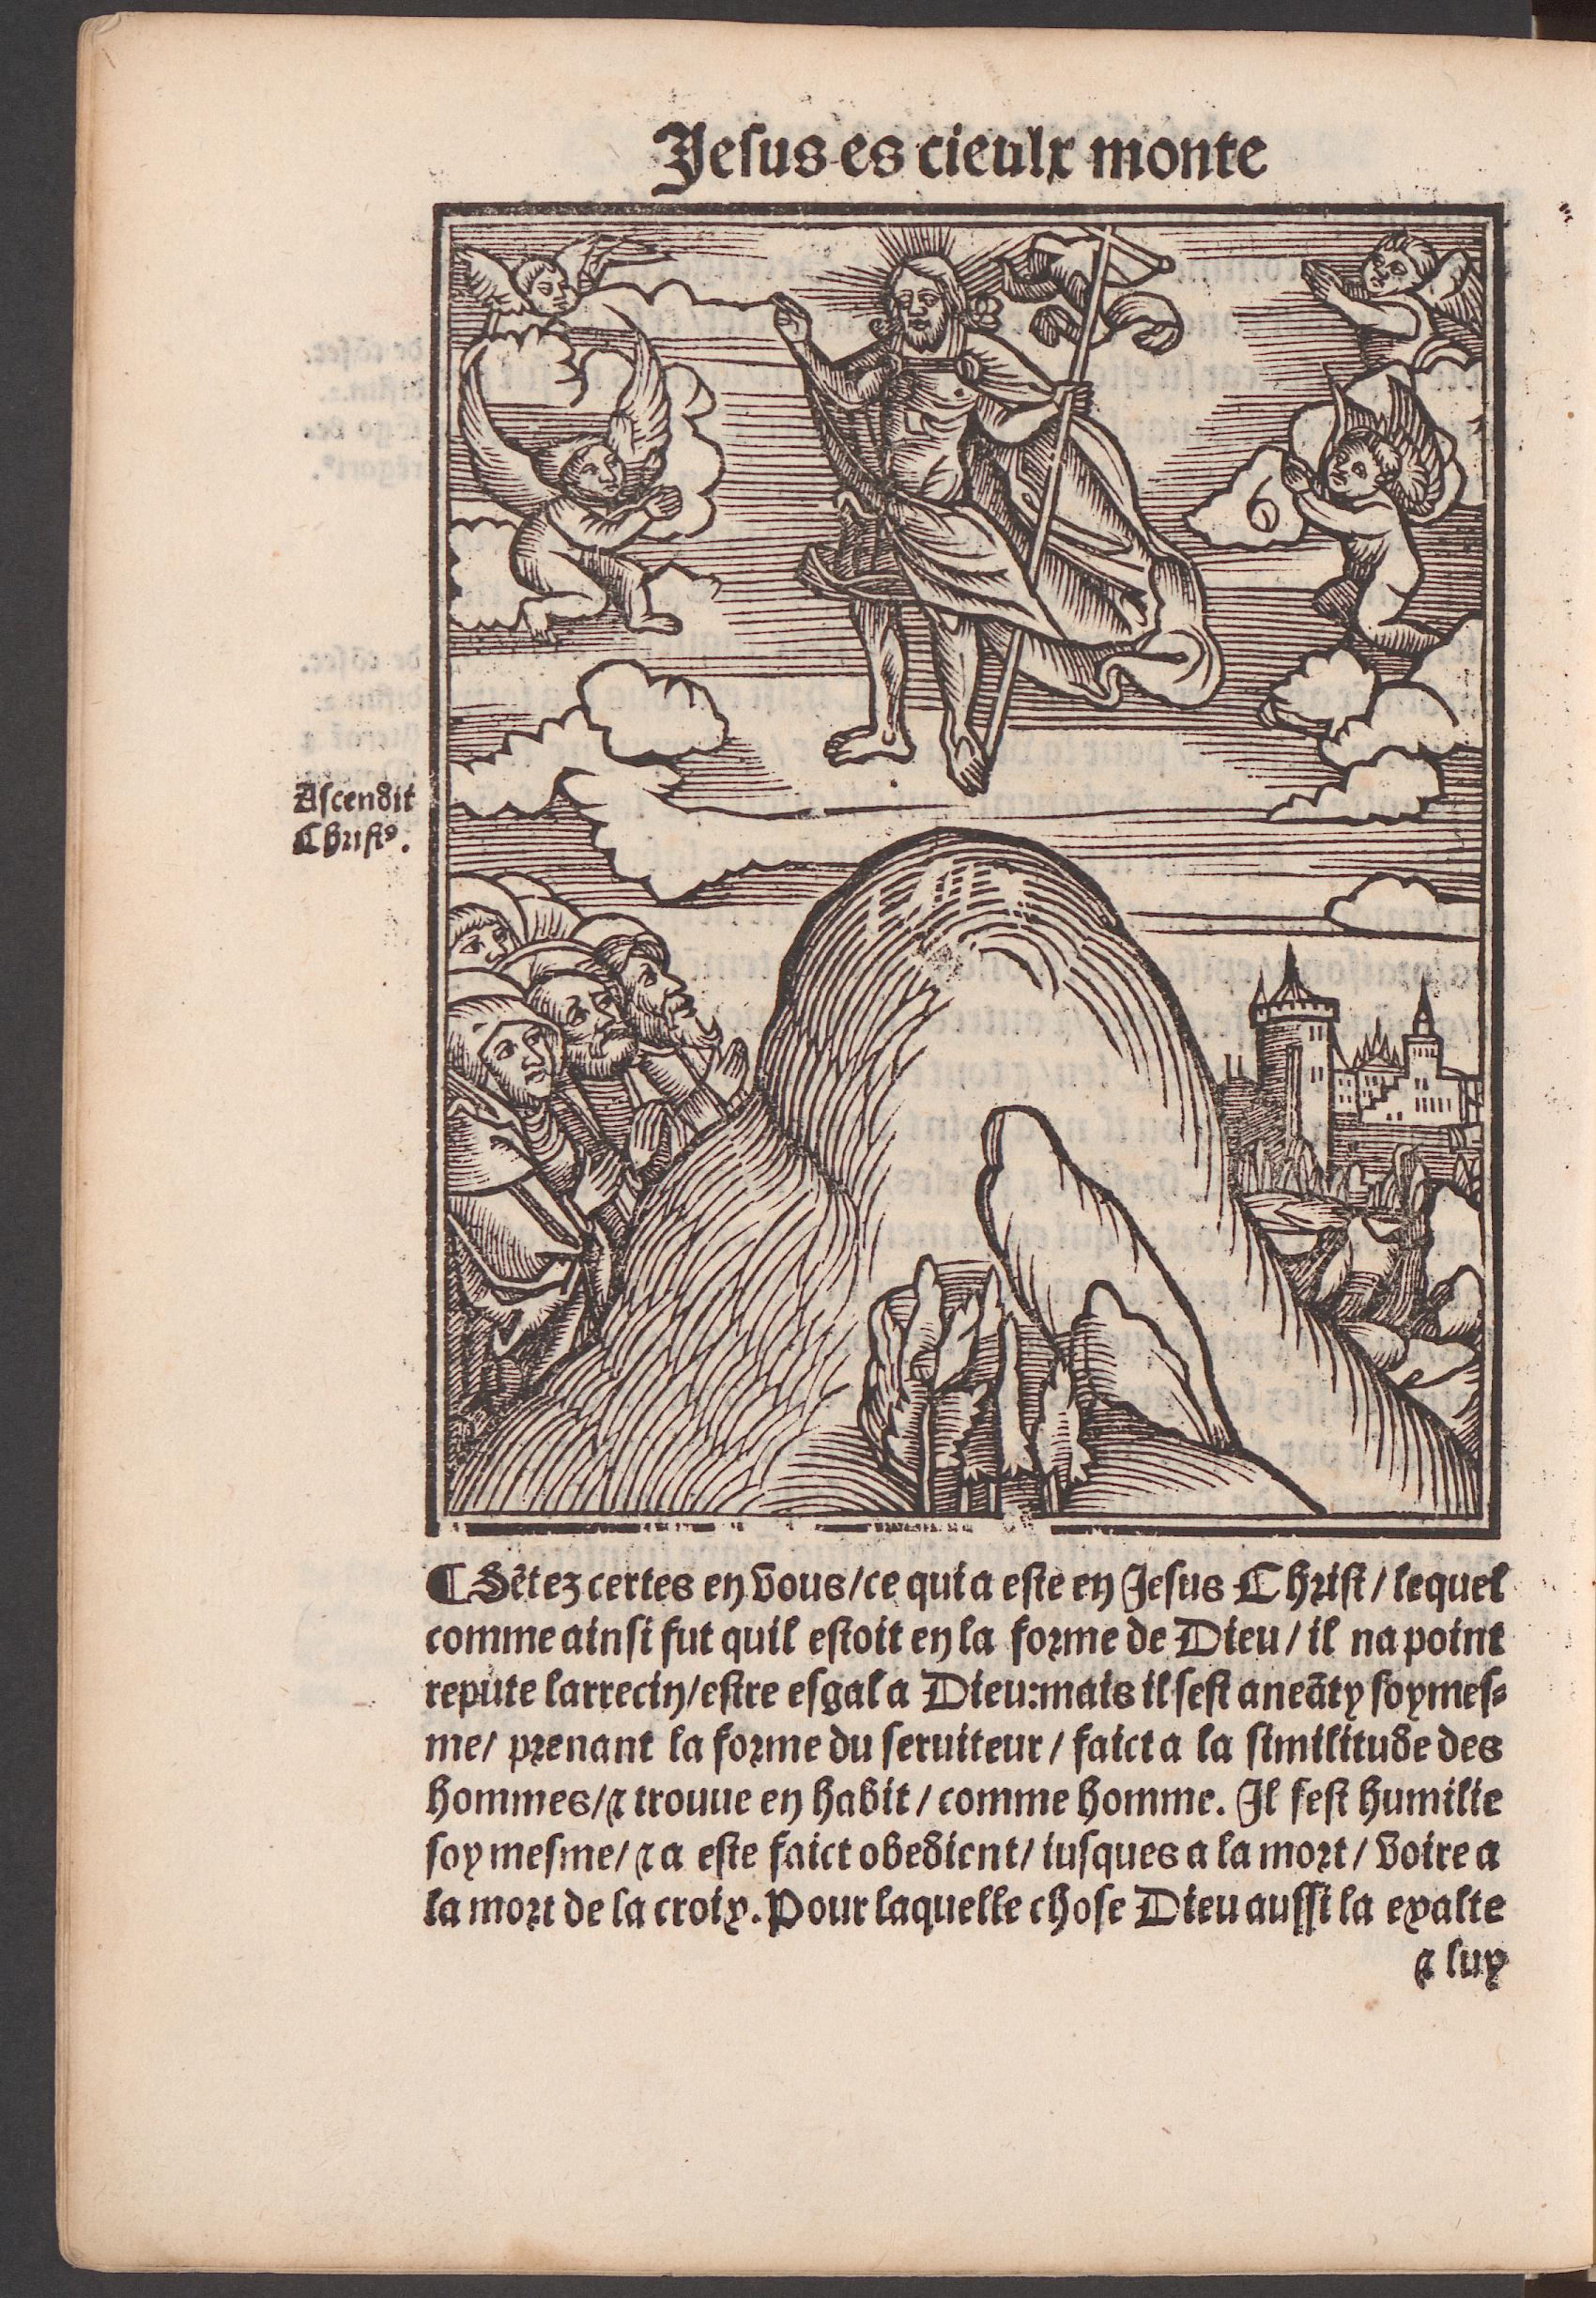 Jesus es cieulx monte
Ascendit
Christꝰ.
¶ Sẽtez certes en vous/ce qui a este en Jesus Christ/ lequel
comme ainsi fut quil estoit en la forme de Dieu/ il na point
repute larrecin/estre esgal a Dieu:mais il sest aneãty soymes⸗
me/ prenant la forme du seruiteur/ faict a la similitude des
hommes/⁊ trouue en habit/ comme homme. Il sest humilie
soy mesme/ ⁊ a este faict obedient/ iusques a la mort/ voire a
la mort de la croix. Pour laquelle chose Dieu aussi la exalte
⁊ luy